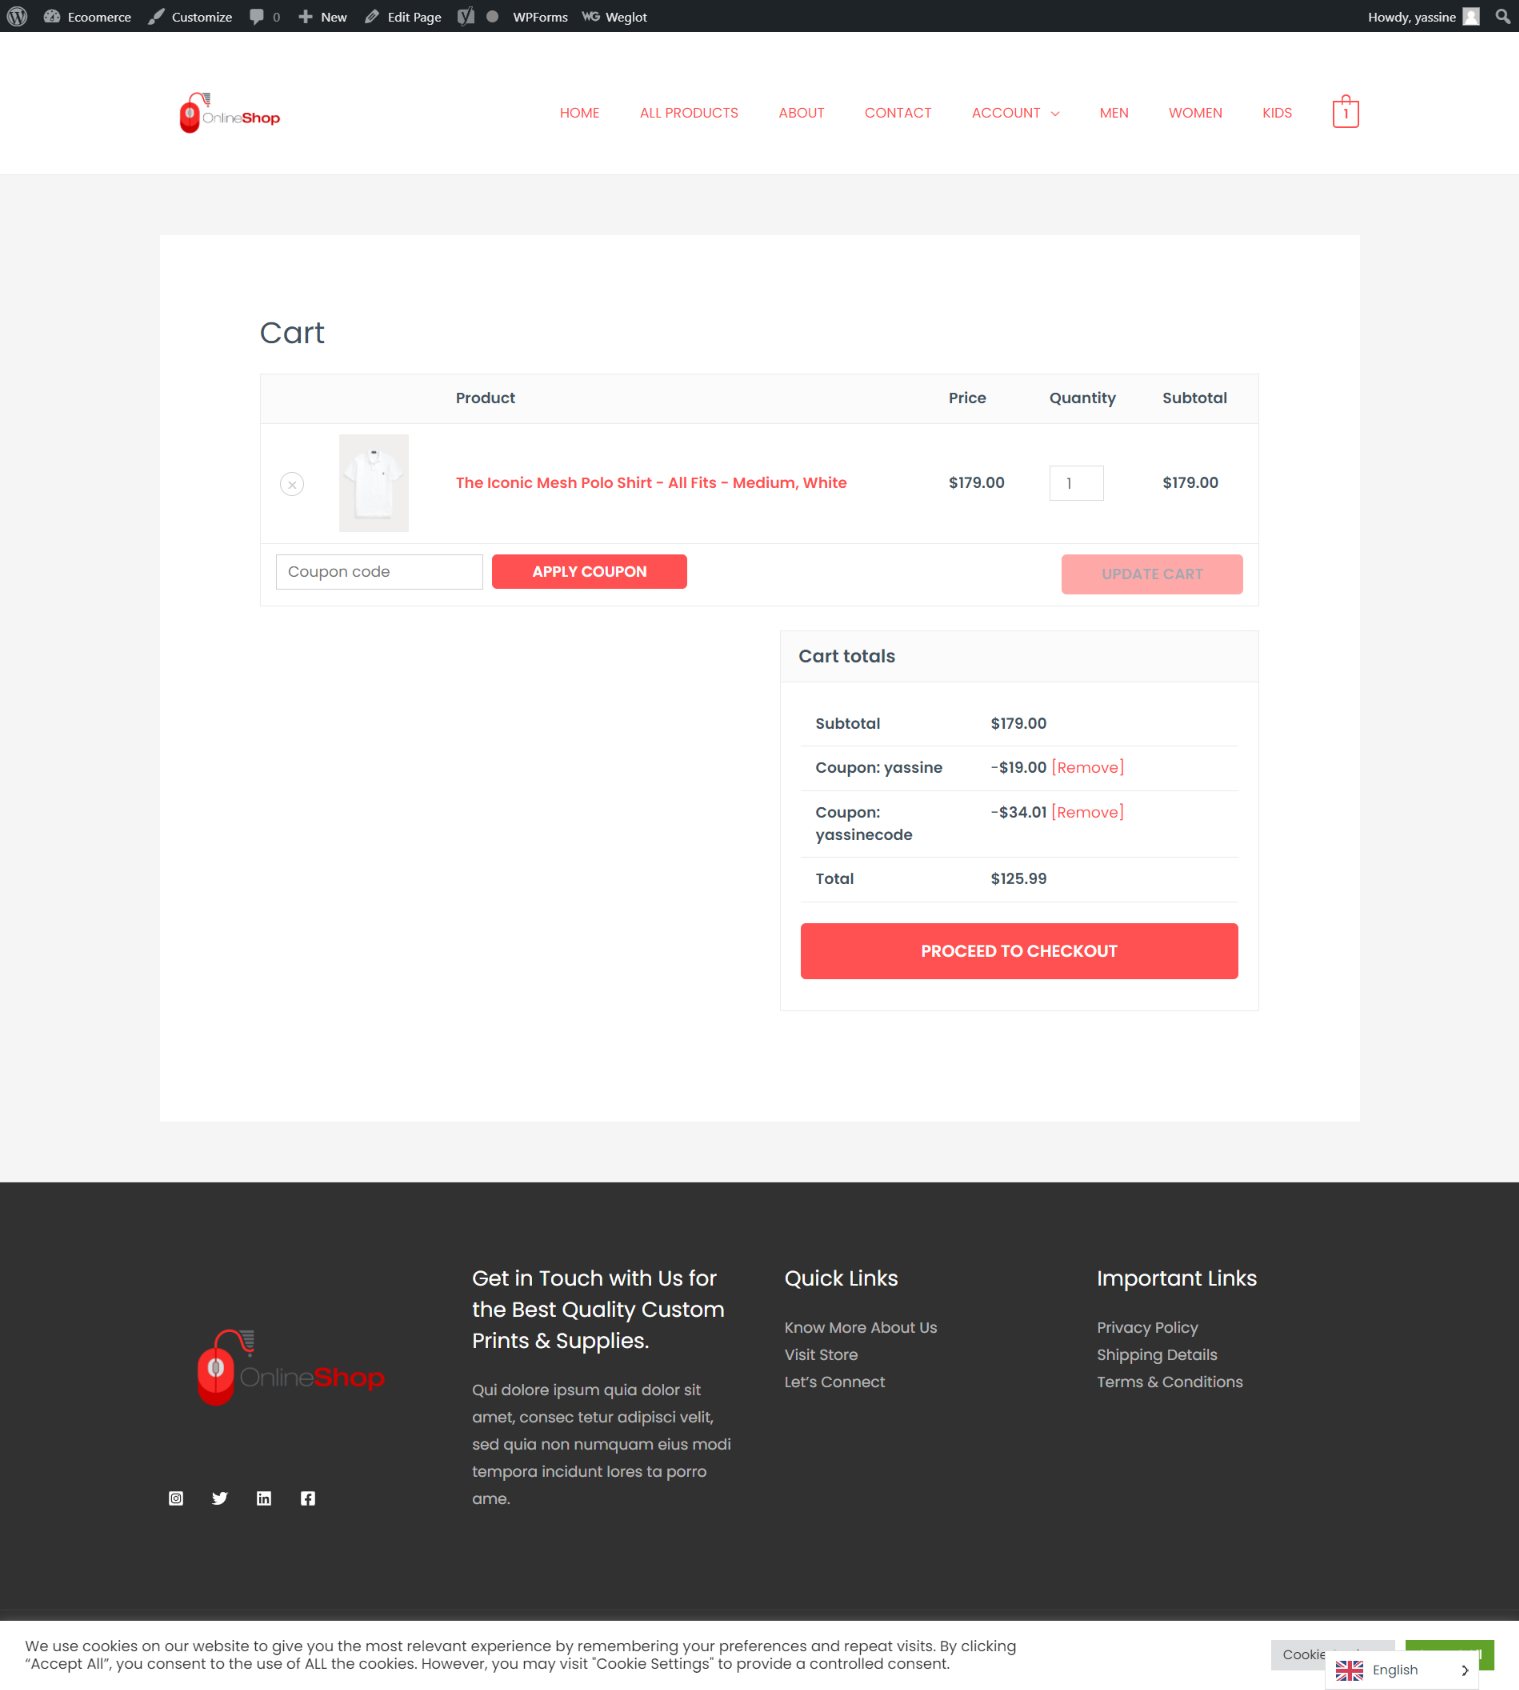 Ecoomerce Customize 0 New Edit Page WPForms WG Weglot Howdy, yassine
OnlineShop HOME ALL PRODUCTS ABOUT CONTACT ACCOUNT MEN WOMEN KIDS 1
Cart
Product Price Quantity Subtotal
× The Iconic Mesh Polo Shirt - All Fits - Medium, White $179.00 1 $179.00
Coupon code APPLY COUPON UPDATE CART
Cart totals
Subtotal $179.00
Coupon: yassine -$19.00 [Remove]
Coupon: -$34.01 [Remove]
yassinecode
Total $125.99
PROCEED TO CHECKOUT
OnlineShop
Get in Touch with Us for
the Best Quality Custom
Prints & Supplies.
Qui dolore ipsum quia dolor sit
amet, consec tetur adipisci velit,
sed quia non numquam eius modi
tempora incidunt lores ta porro
ame.
Quick Links
Know More About Us
Visit Store
Let’s Connect
Important Links
Privacy Policy
Shipping Details
Terms & Conditions
We use cookies on our website to give you the most relevant experience by remembering your preferences and repeat visits. By clicking
“Accept All”, you consent to the use of ALL the cookies. However, you may visit "Cookie Settings" to provide a controlled consent.
Cookie
English